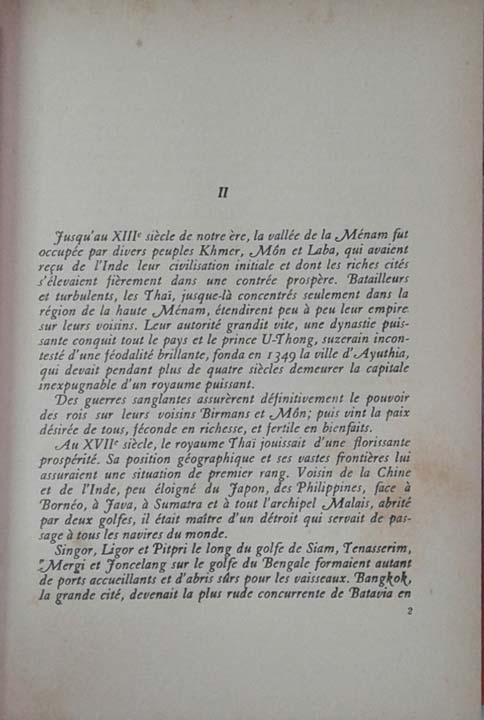 II
Jusqu'au XIIIe siècle de notre ère, la vallée de la Ménam fut
occupée par divers peuples Khmer, Môn et Laba, qui avaient
reçu de l'Inde leur civilisation initiale et dont les riches cités
s'élevaient fièrement dans une contrée prospère. Batailleurs
et turbulents, les Thaï, jusque-là concentrés seulement dans la
région de la haute Ménam, étendirent peu à peu leur empire
sur leurs voisins. Leur autorité grandit vite, une dynastie puis-
sante conquit tout le pays et le prince U-Thong, suzerain incon-
testé d'une féodalité brillante, fonda en 1349 la ville d'Ayuthia,
qui devait pendant plus de quatre siècles demeurer la capitale
inexpugnable d'un royaume puissant.
Des guerres sanglantes assurèrent définitivement le pouvoir
des rois sur leurs voisins Birmans et Môn; puis vint la paix
désirée de tous, féconde en richesse, et fertile en bienfaits.
Au XVIIe siècle, le royaume Thaï jouissait d'une florissante
prospérité. Sa position géographique et ses vastes frontières lui
assuraient une situation de premier rang. Voisin de la Chine
et de l'Inde, peu éloigné du Japon, des Philippines, face à
Bornéo, à Java, à Sumatra et à tout l'archipel Malais, abrité
par deux golfes, il était maître d'un détroit qui servait de pas-
sage à tous les navires du monde.
Singor, Ligor et Pitpri le long du golfe de Siam, Tenasserim,
Mergi et Joncelang sur le golfe du Bengale formaient autant
de ports accueillants et d'abris sûrs pour les vaisseaux. Bangkok,
la grande cité, devenait la plus rude concurrente de Batavia en
2